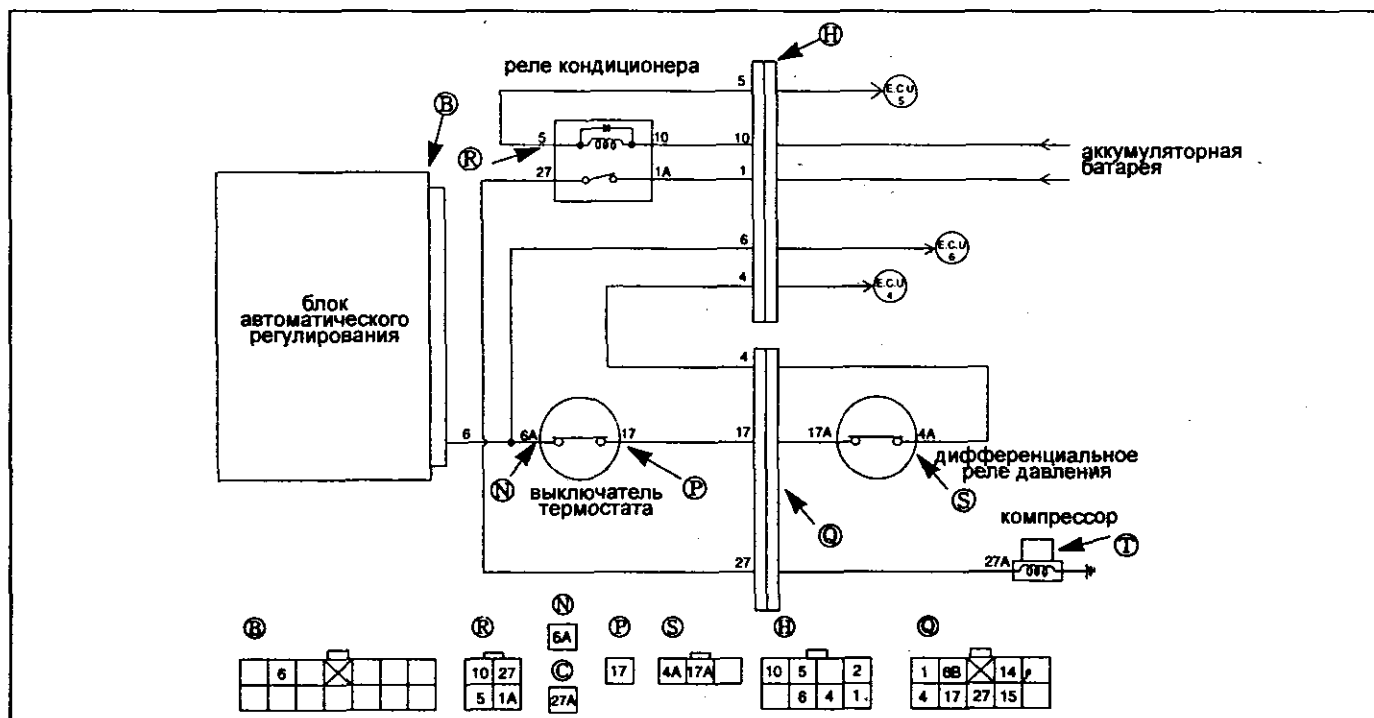 H
реле кондиционера
5
E.C.U
5
B
R
5
10
10
аккумуляторная
батарея
27
1A
1
6
E.C.U
6
4
E.C.U
4
блок
автоматического
регулирования
4
6
6A
17
17
17A
4A
N
выключатель
термостата
P
дифференциальное
реле давления
S
Q
компрессор
T
27
27A
B
R
N
P
S
H
Q
6A
C
27A
6
10 27
5 1A
17
4A 17A
10 5 2
6 4 1
1 6B 14
4 17 27 15